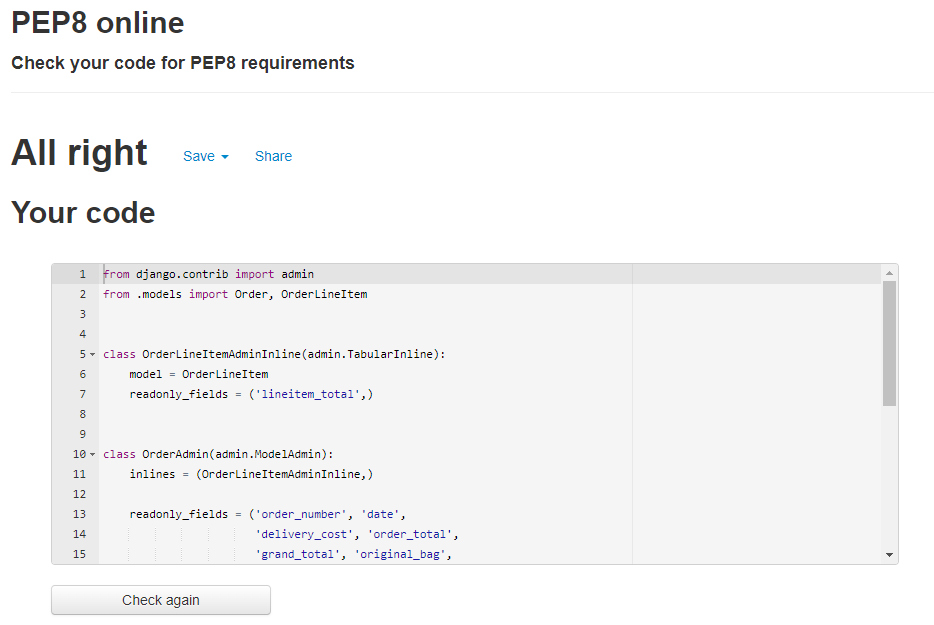 PEP8 online
Check your code for PEP8 requirements
All right Save Share
Your code
1 from django.contrib import admin
2 from .models import Order, OrderLineItem
3
4
5 class OrderLineItemAdminInline(admin.TabularInline):
6     model = OrderLineItem
7     readonly_fields = ('lineitem_total',)
8
9
10 class OrderAdmin(admin.ModelAdmin):
11     inlines = (OrderLineItemAdminInline,)
12
13     readonly_fields = ('order_number', 'date',
14                        'delivery_cost', 'order_total',
15                        'grand_total', 'original_bag',
Check again